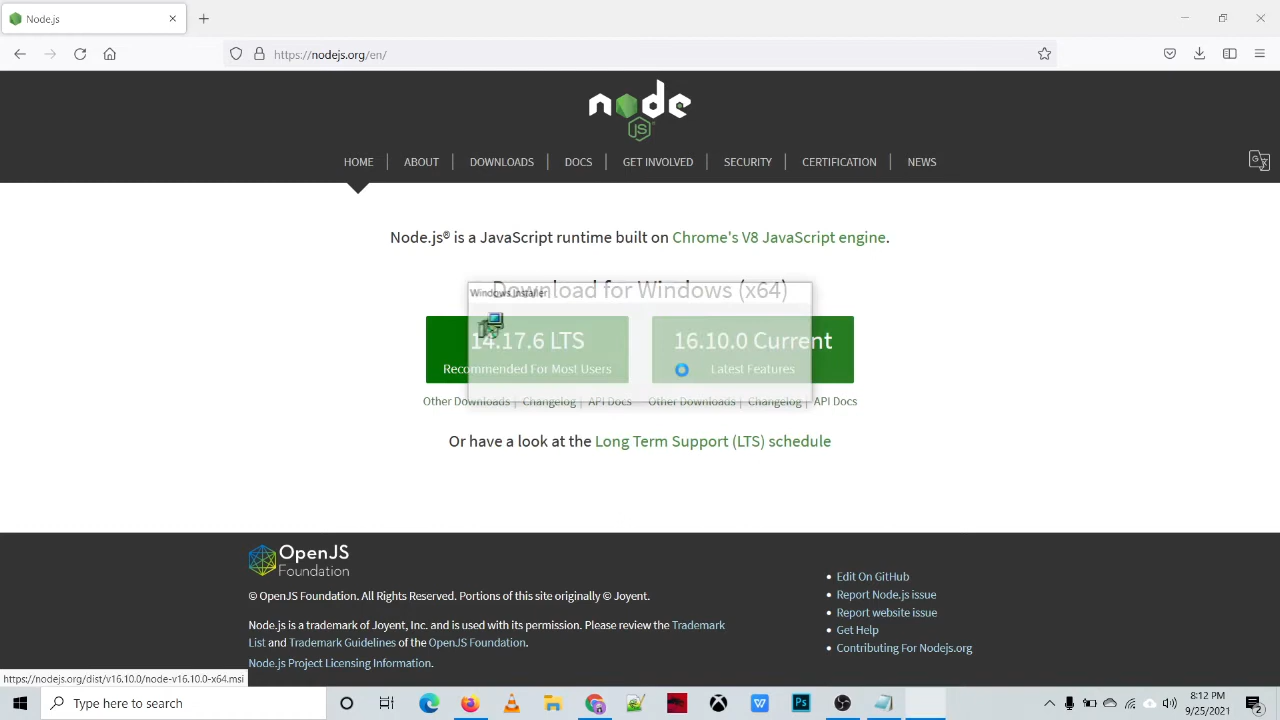 Node.js
https://nodejs.org/en/
node
JS
HOME
ABOUT
DOWNLOADS
DOCS
GET INVOLVED
SECURITY
CERTIFICATION
NEWS
Node.js® is a JavaScript runtime built on Chrome's V8 JavaScript engine.
Download for Windows (x64)
Windows Installer
14.17.6 LTS
Recommended For Most Users
16.10.0 Current
Latest Features
Other Downloads | Changelog | API Docs
Other Downloads | Changelog | API Docs
Or have a look at the Long Term Support (LTS) schedule
OpenJS
Foundation
© OpenJS Foundation. All Rights Reserved. Portions of this site originally © Joyent.
Node.js is a trademark of Joyent, Inc. and is used with its permission. Please review the Trademark
List and Trademark Guidelines of the OpenJS Foundation.
Node.js Project Licensing Information.
Edit On GitHub
Report Node.js issue
Report website issue
Get Help
Contributing For Nodejs.org
https://nodejs.org/dist/v16.10.0/node-v16.10.0-x64.msi
Type here to search
Ps
8:12 PM
9/25/2021
2